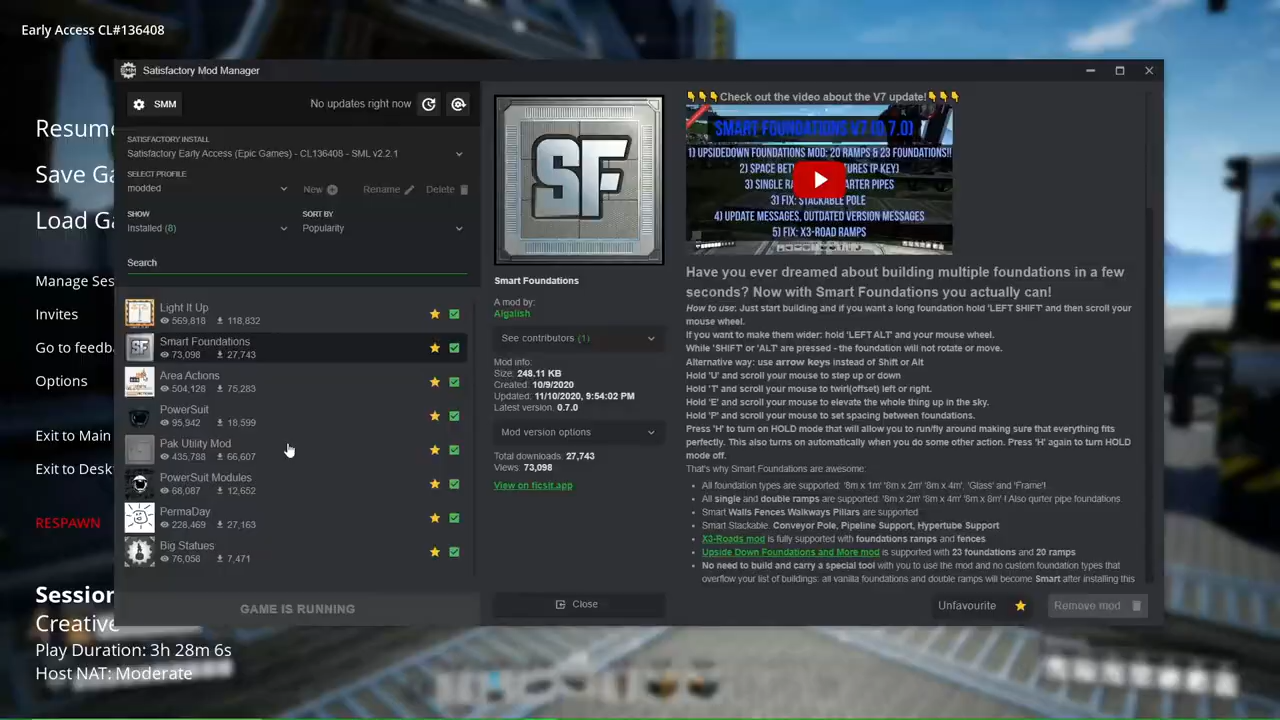 Early Access CL#136408
Resume
Save Ga
Load Ga
Manage Ses
Invites
Go to feedb
Options
Exit to Main
Exit to Desk
RESPAWN
Session
Creative
Play Duration: 3h 28m 6s
Host NAT: Moderate
SMM Satisfactory Mod Manager
SMM
No updates right now
SATISFACTORY INSTALL
Satisfactory Early Access (Epic Games) - CL136408 - SML v2.2.1
SELECT PROFILE
modded New Rename Delete
SHOW SORT BY
Installed (8) Popularity
Search
Light It Up
569,818 118,832
Smart Foundations
73,098 27,743
Area Actions
504,128 75,283
PowerSuit
95,942 18,599
Pak Utility Mod
435,788 66,607
PowerSuit Modules
68,087 12,652
PermaDay
228,469 27,163
Big Statues
76,058 7,471
GAME IS RUNNING
SF
Smart Foundations
A mod by:
Algalish
See contributors (1)
Mod info:
Size: 248.11 KB
Created: 10/9/2020
Updated: 11/10/2020, 9:54:02 PM
Latest version: 0.7.0
Mod version options
Total downloads: 27,743
Views: 73,098
View on ficsit.app
Close
Check out the video about the V7 update!
SMART FOUNDATIONS V7 (0.7.0)
1) UPSIDEDOWN FOUNDATIONS MOD: 20 RAMPS & 23 FOUNDATIONS!!
2) SPACE BET TURES (P KEY)
3) SINGLE RA ARTER PIPES
3) FIX: STACKABLE POLE
4) UPDATE MESSAGES, OUTDATED VERSION MESSAGES
5) FIX: X3-ROAD RAMPS
Have you ever dreamed about building multiple foundations in a few
seconds? Now with Smart Foundations you actually can!
How to use: Just start building and if you want a long foundation hold 'LEFT SHIFT' and then scroll your
mouse wheel.
If you want to make them wider: hold 'LEFT ALT' and your mouse wheel.
While 'SHIFT' or 'ALT' are pressed - the foundation will not rotate or move.
Alternative way: use arrow keys instead of Shift or Alt
Hold 'U' and scroll your mouse to step up or down
Hold 'T' and scroll your mouse to twirl(offset) left or right.
Hold 'E' and scroll your mouse to elevate the whole thing up in the sky.
Hold 'P' and scroll your mouse to set spacing between foundations.
Press 'H' to turn on HOLD mode that will allow you to run/fly around making sure that everything fits
perfectly. This also turns on automatically when you do some other action. Press 'H' again to turn HOLD
mode off.
That's why Smart Foundations are awesome:
All foundation types are supported: '8m x 1m' '8m x 2m' '8m x 4m', 'Glass' and 'Frame'!
All single and double ramps are supported: '8m x 2m' '8m x 4m' '8m x 8m' ! Also qurter pipe foundations.
Smart Walls Fences Walkways Pillars are supported
Smart Stackable: Conveyor Pole, Pipeline Support, Hypertube Support
X3-Roads mod is fully supported with foundations ramps and fences
Upside Down Foundations and More mod is supported with 23 foundations and 20 ramps
No need to build and carry a special tool with you to use the mod and no custom foundation types that
overflow your list of buildings: all vanilla foundations and double ramps will become Smart after installing this
Unfavourite
Remove mod